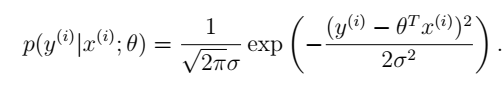 p(y^{(i)}|x^{(i)}; θ) = \frac{1}{\sqrt{2π}σ} \exp\left(-\frac{(y^{(i)} - θ^T x^{(i)})^2}{2σ^2}\right).